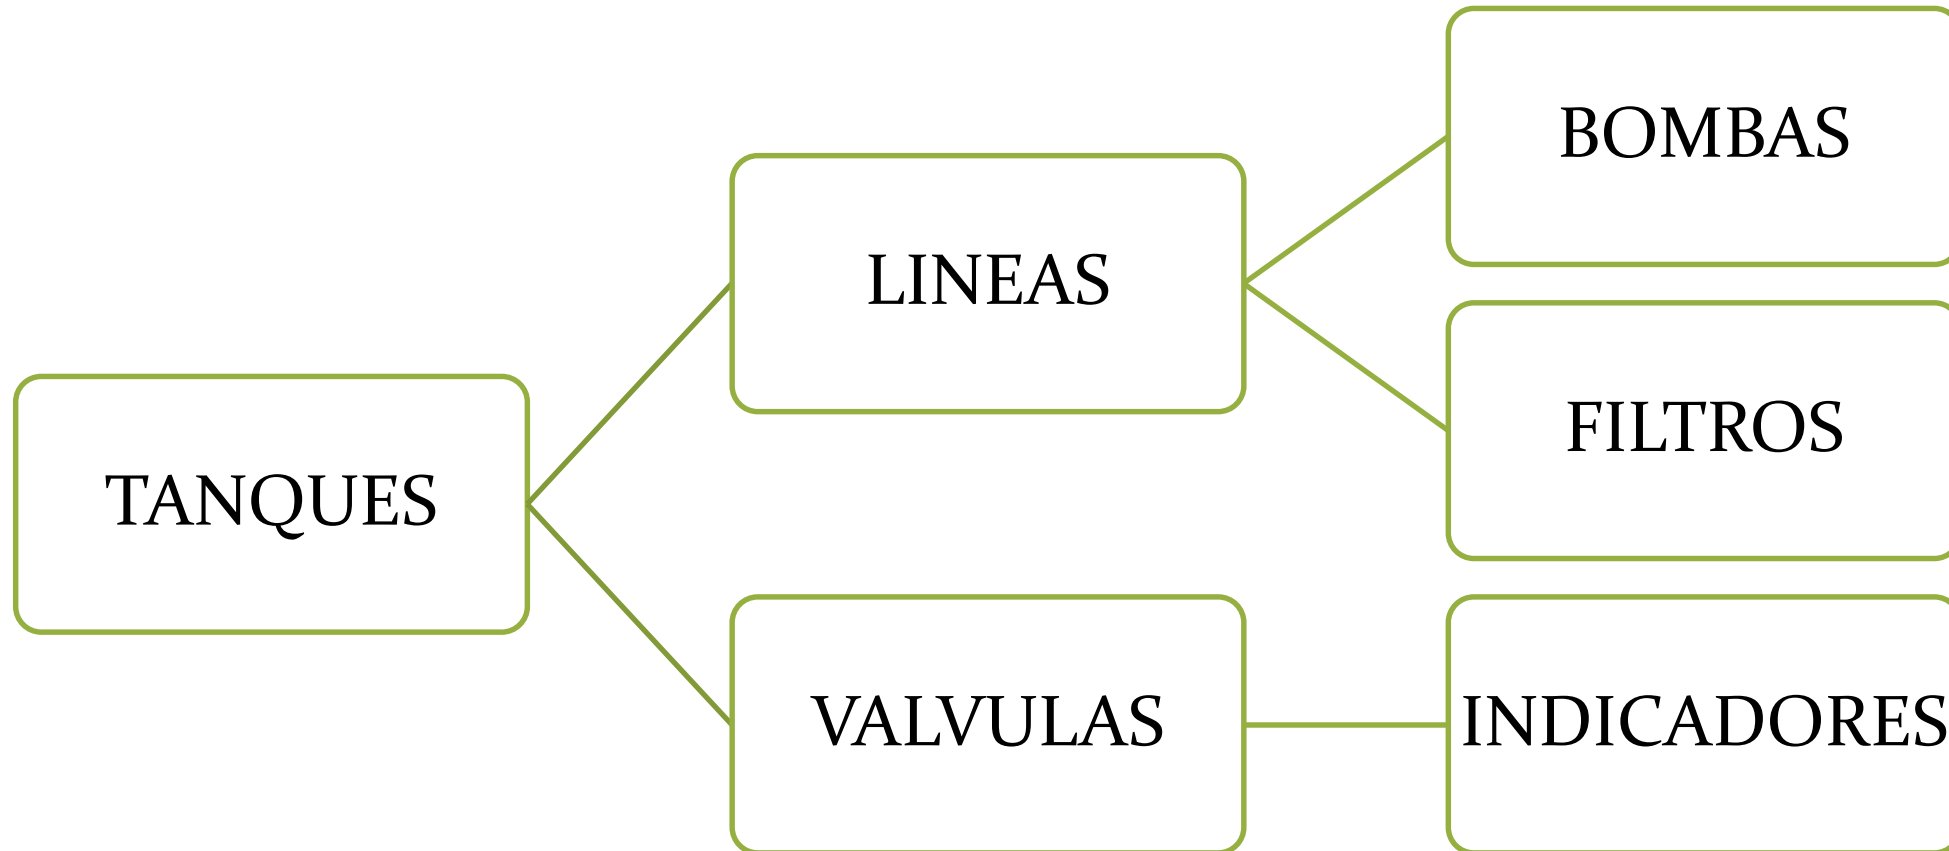 TANQUES
LINEAS
BOMBAS
FILTROS
VALVULAS
INDICADORES